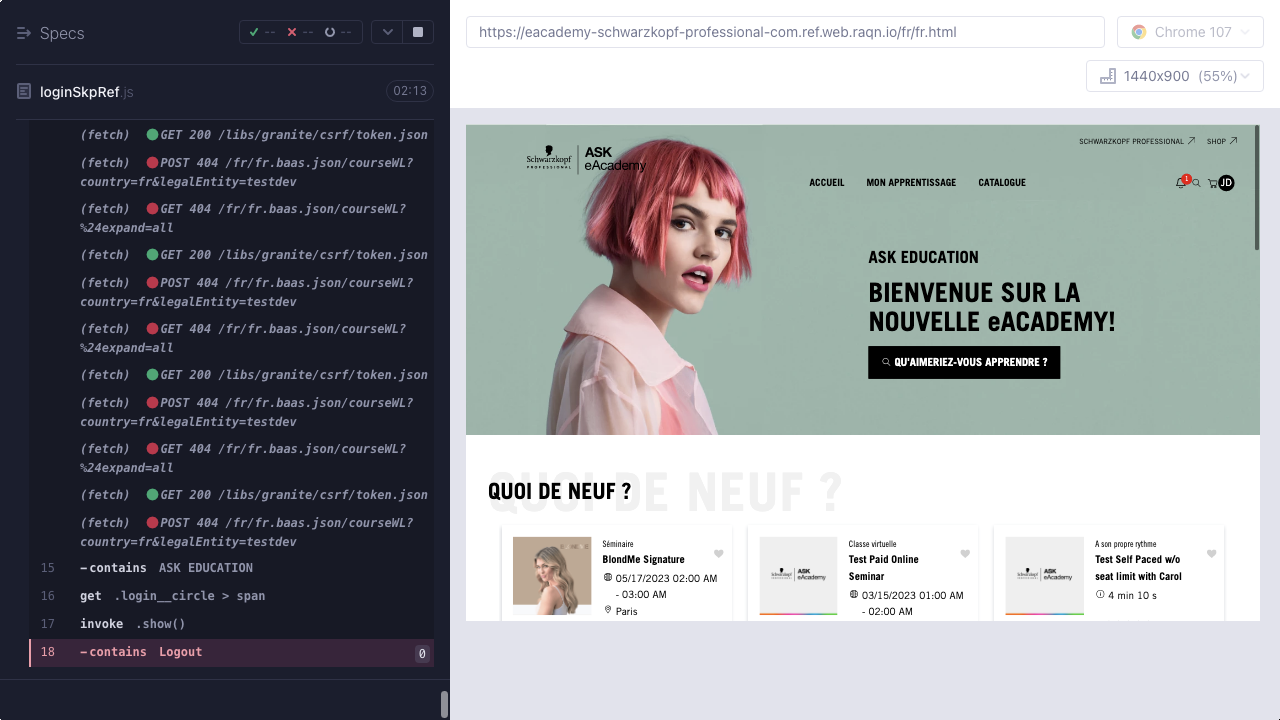 Specs
--
--
--
loginSkpRef.js
02:13
(fetch) GET 200 /libs/granite/csrf/token.json
(fetch) POST 404 /fr/fr.baas.json/courseWL?
country=fr&legalEntity=testdev
(fetch) GET 404 /fr/fr.baas.json/courseWL?
%24expand=all
(fetch) GET 200 /libs/granite/csrf/token.json
(fetch) POST 404 /fr/fr.baas.json/courseWL?
country=fr&legalEntity=testdev
(fetch) GET 404 /fr/fr.baas.json/courseWL?
%24expand=all
(fetch) GET 200 /libs/granite/csrf/token.json
(fetch) POST 404 /fr/fr.baas.json/courseWL?
country=fr&legalEntity=testdev
(fetch) GET 404 /fr/fr.baas.json/courseWL?
%24expand=all
(fetch) GET 200 /libs/granite/csrf/token.json
(fetch) POST 404 /fr/fr.baas.json/courseWL?
country=fr&legalEntity=testdev
15 -contains ASK EDUCATION
16 get .login__circle > span
17 invoke .show()
18 -contains Logout 0
https://eacademy-schwarzkopf-professional-com.ref.web.raqn.io/fr/fr.html
Chrome 107
1440x900 (55%)
SCHWARZKOPF PROFESSIONAL SHOP
Schwarzkopf
PROFESSIONAL
ASK
eAcademy
ACCUEIL MON APPRENTISSAGE CATALOGUE
1
JD
ASK EDUCATION
BIENVENUE SUR LA
NOUVELLE eACADEMY!
QU'AIMERIEZ-VOUS APPRENDRE ?
QUOI DE NEUF ?
QUOI DE NEUF ?
Séminaire
BlondMe Signature
05/17/2023 02:00 AM
- 03:00 AM
Paris
Schwarzkopf
ASK
eAcademy
Classe virtuelle
Test Paid Online
Seminar
03/15/2023 01:00 AM
- 02:00 AM
Schwarzkopf
ASK
eAcademy
A son propre rythme
Test Self Paced w/o
seat limit with Carol
4 min 10 s